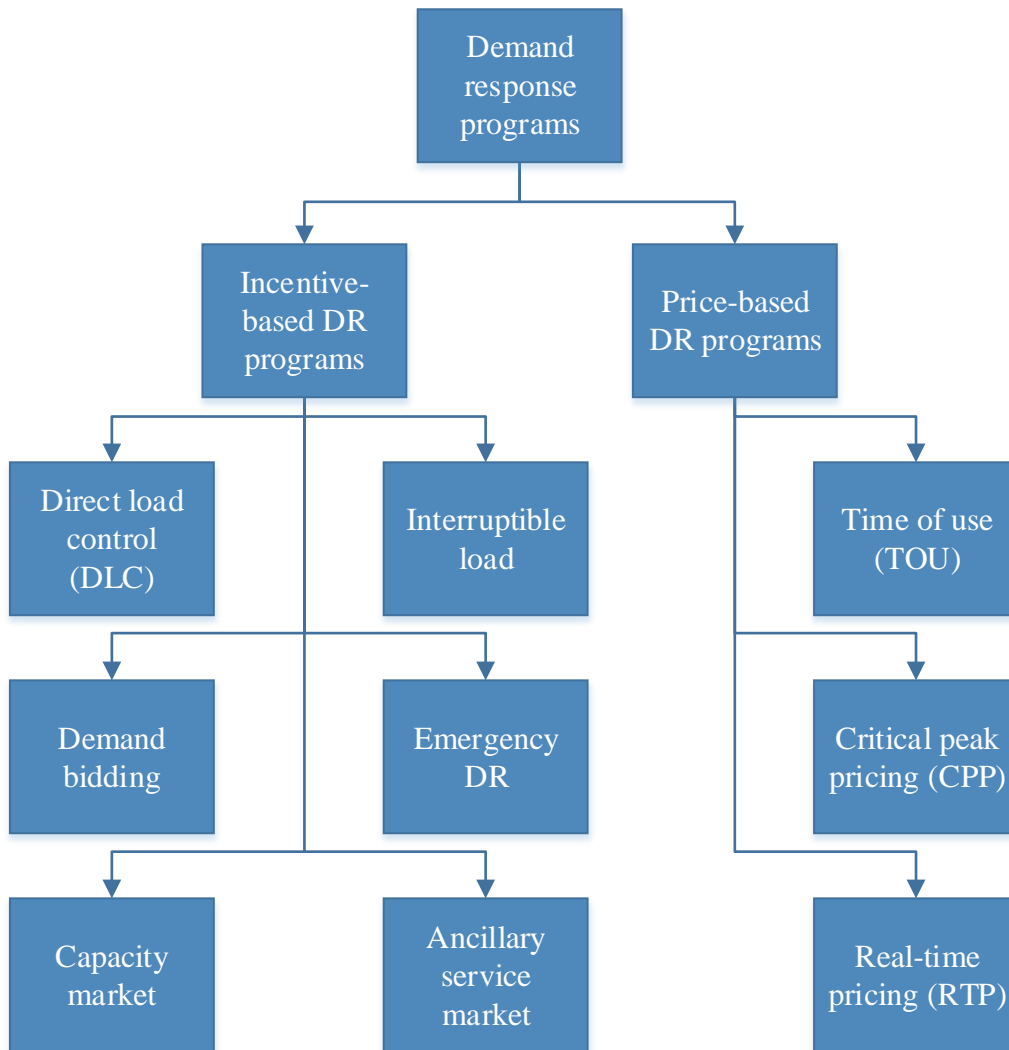 Demand
response
programs
Incentive-
based DR
programs
Price-based
DR programs
Direct load
control
(DLC)
Interruptible
load
Time of use
(TOU)
Demand
bidding
Emergency
DR
Critical peak
pricing (CPP)
Capacity
market
Ancillary
service
market
Real-time
pricing (RTP)